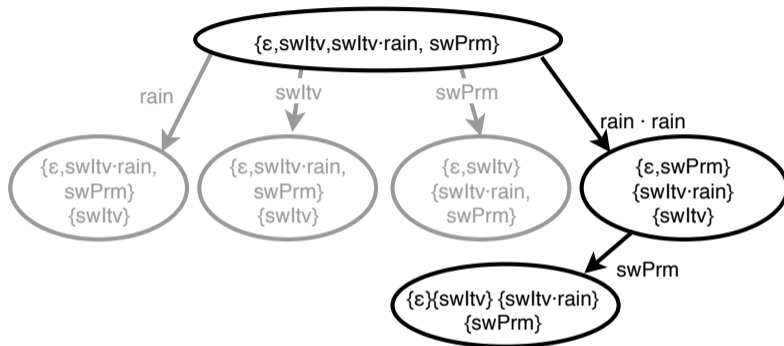 {ε,swItv,swItv·rain, swPrm}
rain
swItv
swPrm
rain · rain
{ε,swItv·rain,
swPrm}
{swItv}
{ε,swItv·rain,
swPrm}
{swItv}
{ε,swItv}
{swItv·rain,
swPrm}
{ε,swPrm}
{swItv·rain}
{swItv}
swPrm
{ε}{swItv} {swItv·rain}
{swPrm}